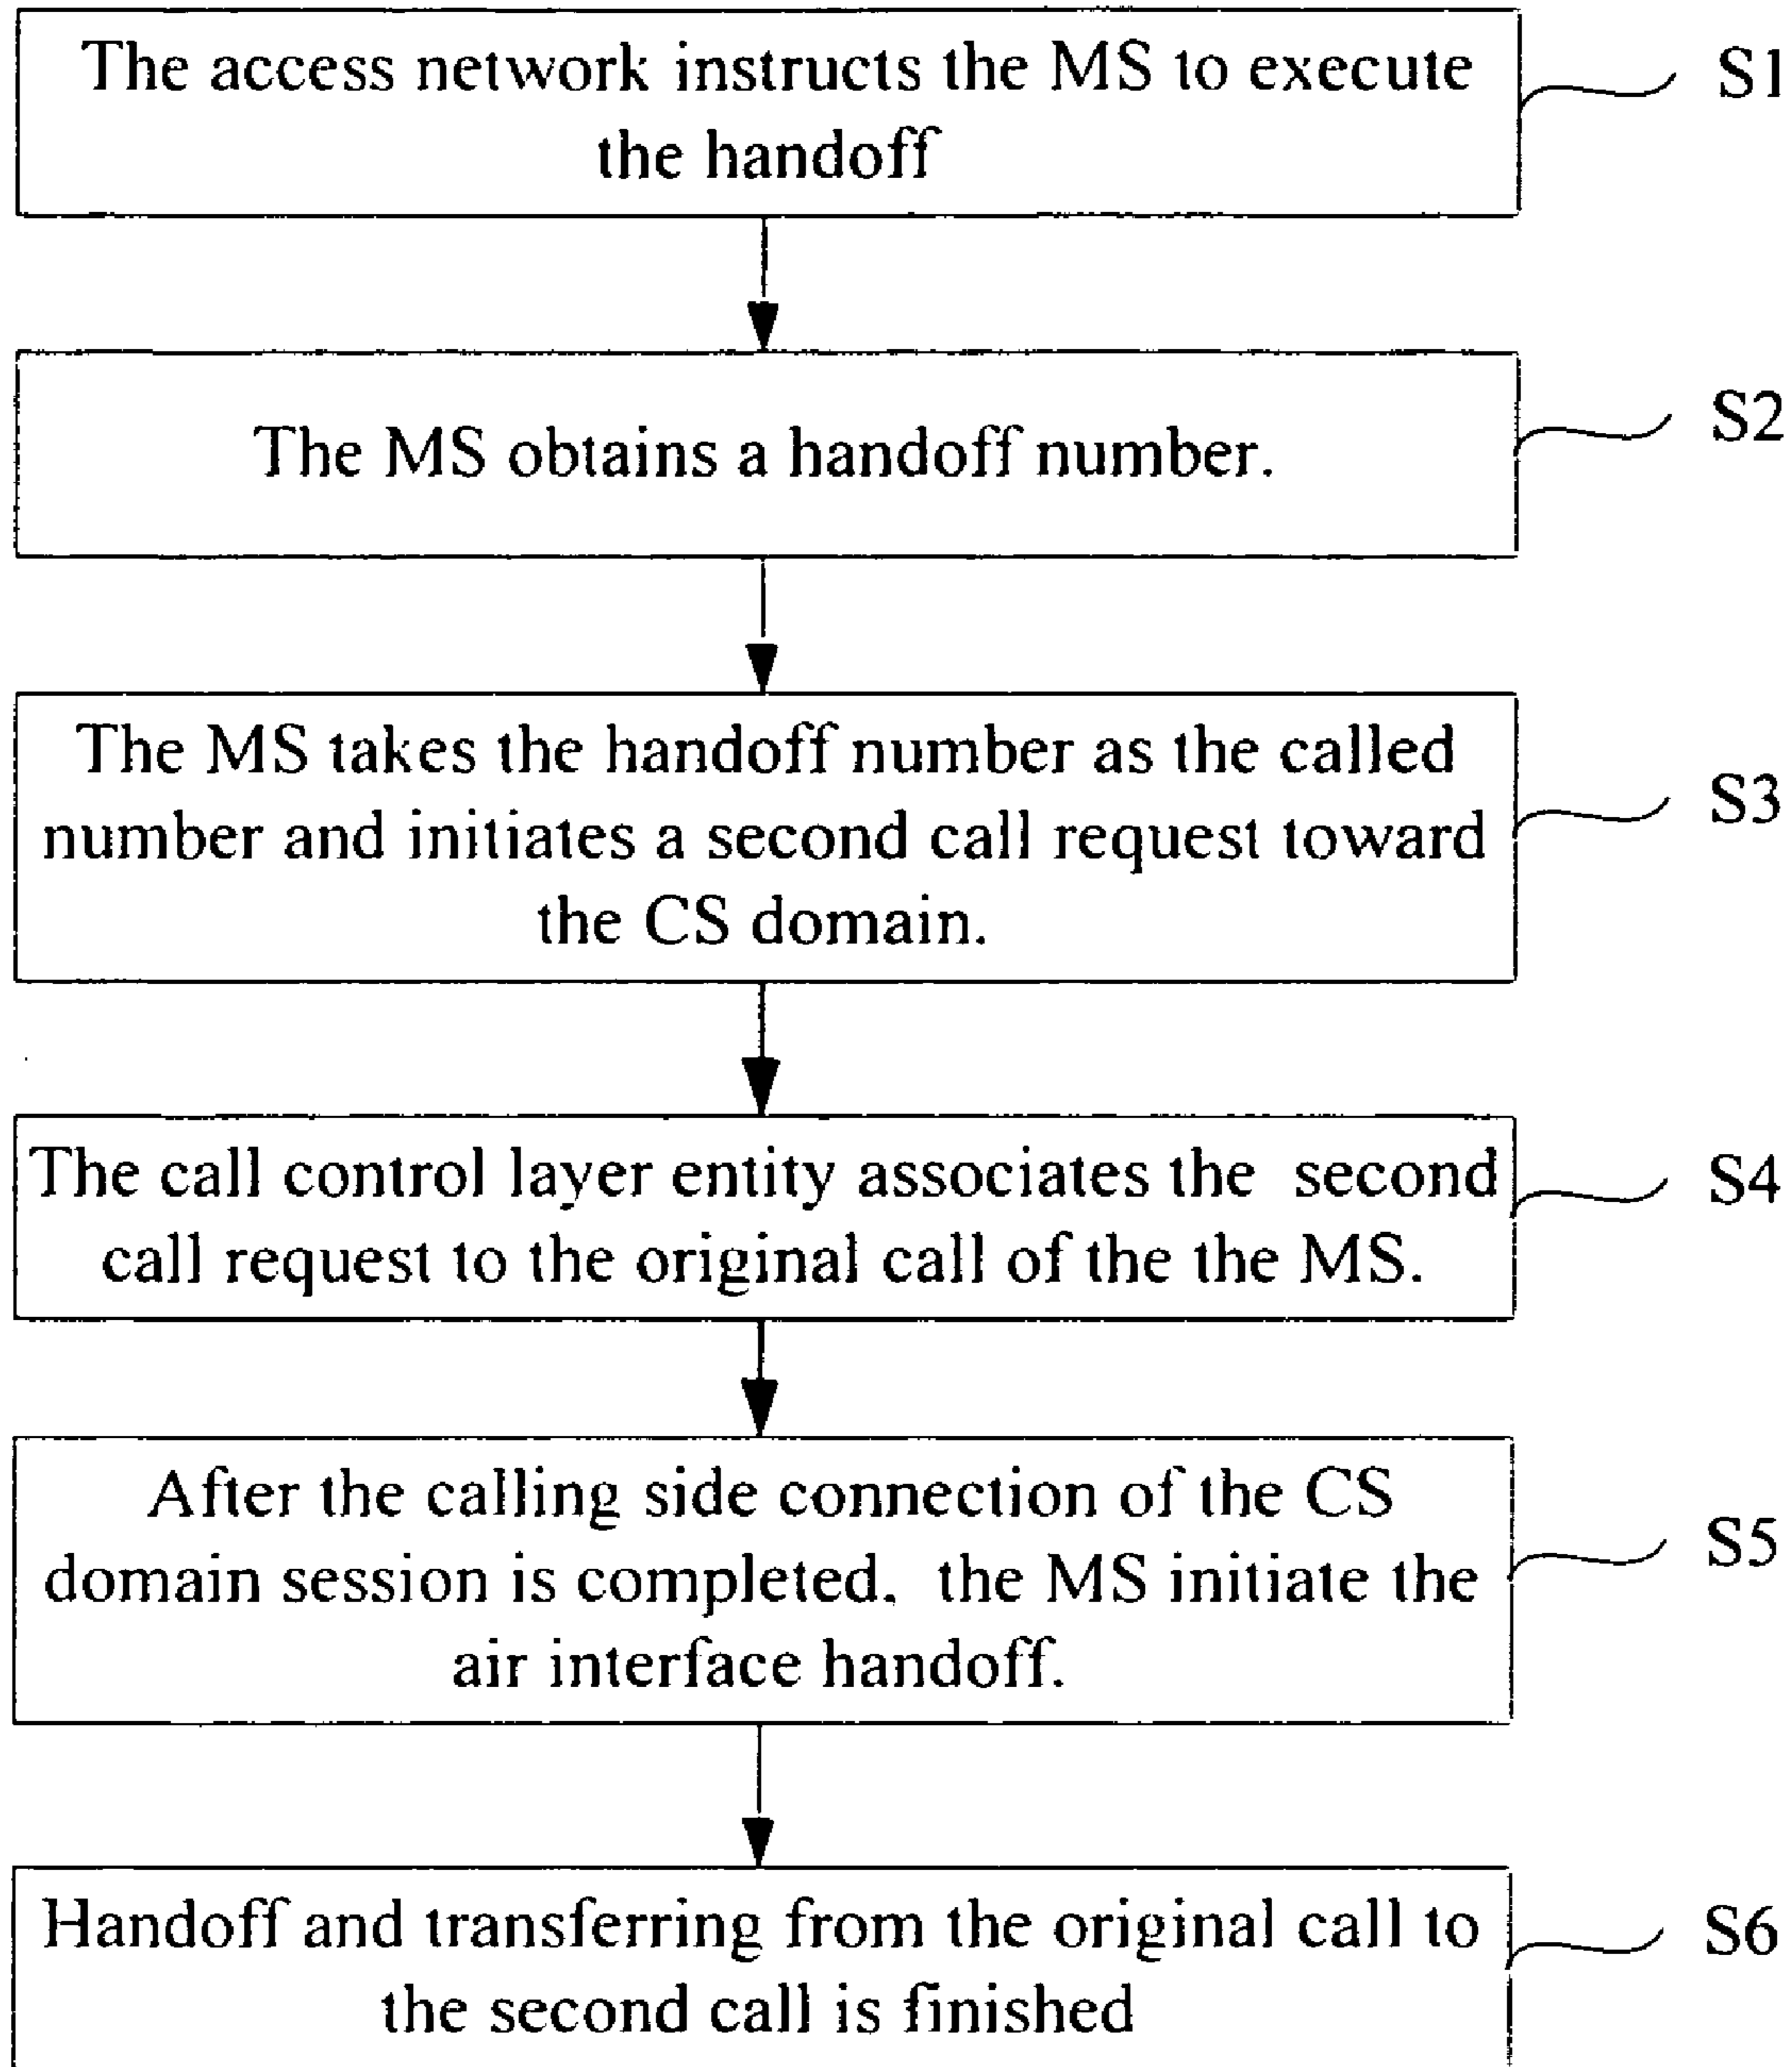 The access network instructs the MS to execute
the handoff
S1
The MS obtains a handoff number.
S2
The MS takes the handoff number as the called
number and initiates a second call request toward
the CS domain.
S3
The call control layer entity associates the second
call request to the original call of the the MS.
S4
After the calling side connection of the CS
domain session is completed, the MS initiate the
air interface handoff.
S5
Handoff and transferring from the original call to
the second call is finished
S6